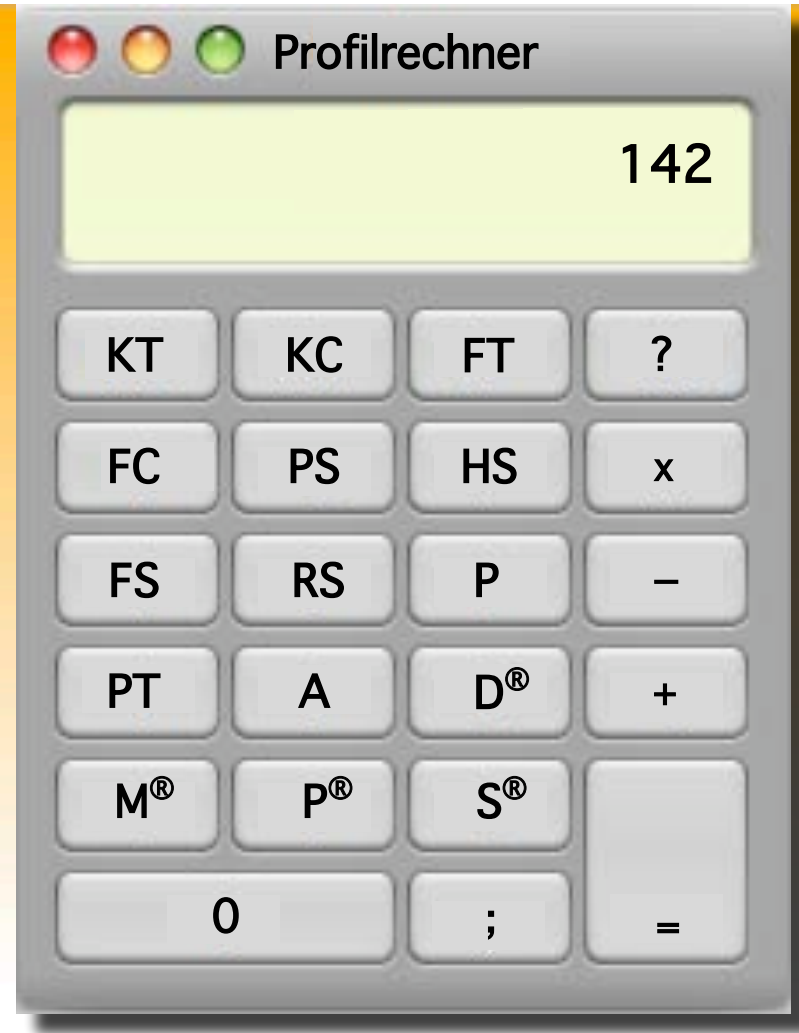 Profilrechner
142
KT KC FT ?
FC PS HS x
FS RS P –
PT A D® +
M® P® S®
0 ; =